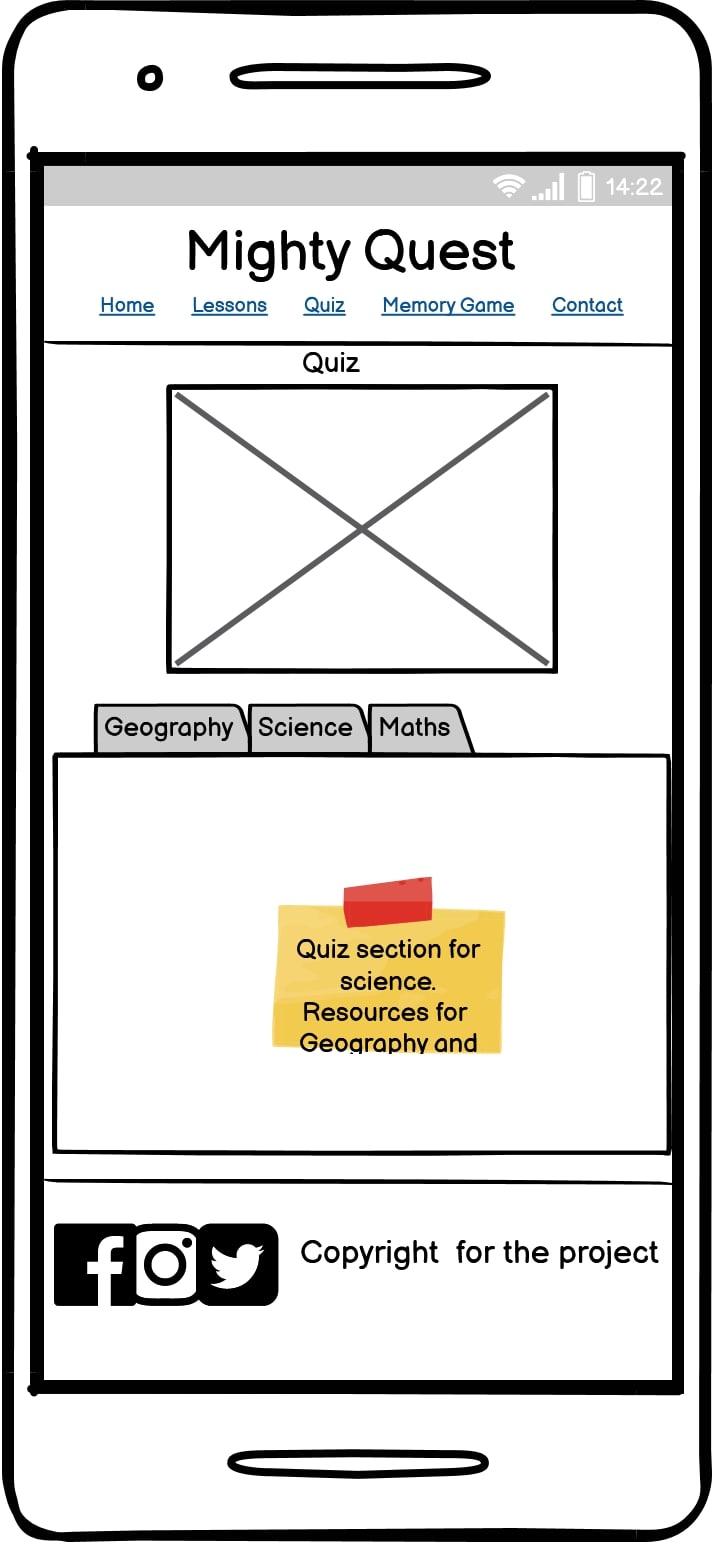 14:22
Mighty Quest
Home Lessons Quiz Memory Game Contact
Quiz
Geography Science Maths
Quiz section for
science.
Resources for
Geography and
Copyright for the project